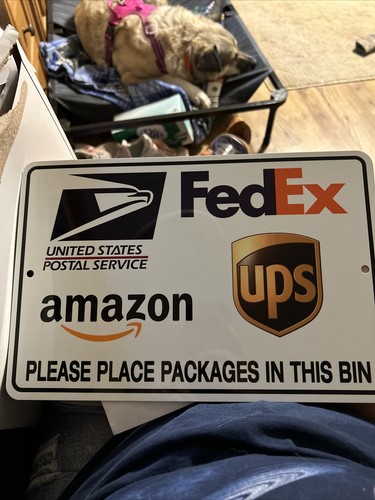 FedEx
UNITED STATES
POSTAL SERVICE
ups
amazon
PLEASE PLACE PACKAGES IN THIS BIN